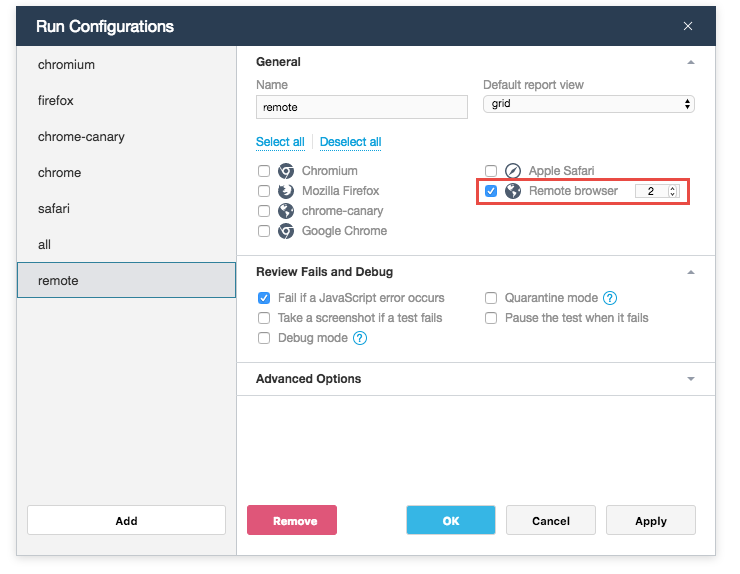 Run Configurations
chromium
firefox
chrome-canary
chrome
safari
all
remote
Add
General
Name
Default report view
remote
grid
Select all Deselect all
Chromium
Apple Safari
Mozilla Firefox
Remote browser 2
chrome-canary
Google Chrome
Review Fails and Debug
Fail if a JavaScript error occurs
Quarantine mode ?
Take a screenshot if a test fails
Pause the test when it fails
Debug mode ?
Advanced Options
Remove
OK
Cancel
Apply